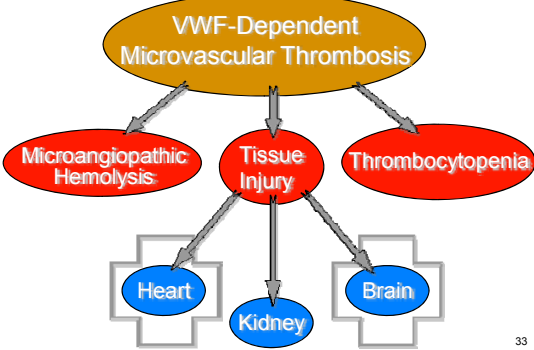 VWF-Dependent
Microvascular Thrombosis
Microangiopathic
Hemolysis
Tissue
Injury
Thrombocytopenia
Heart
Kidney
Brain
33